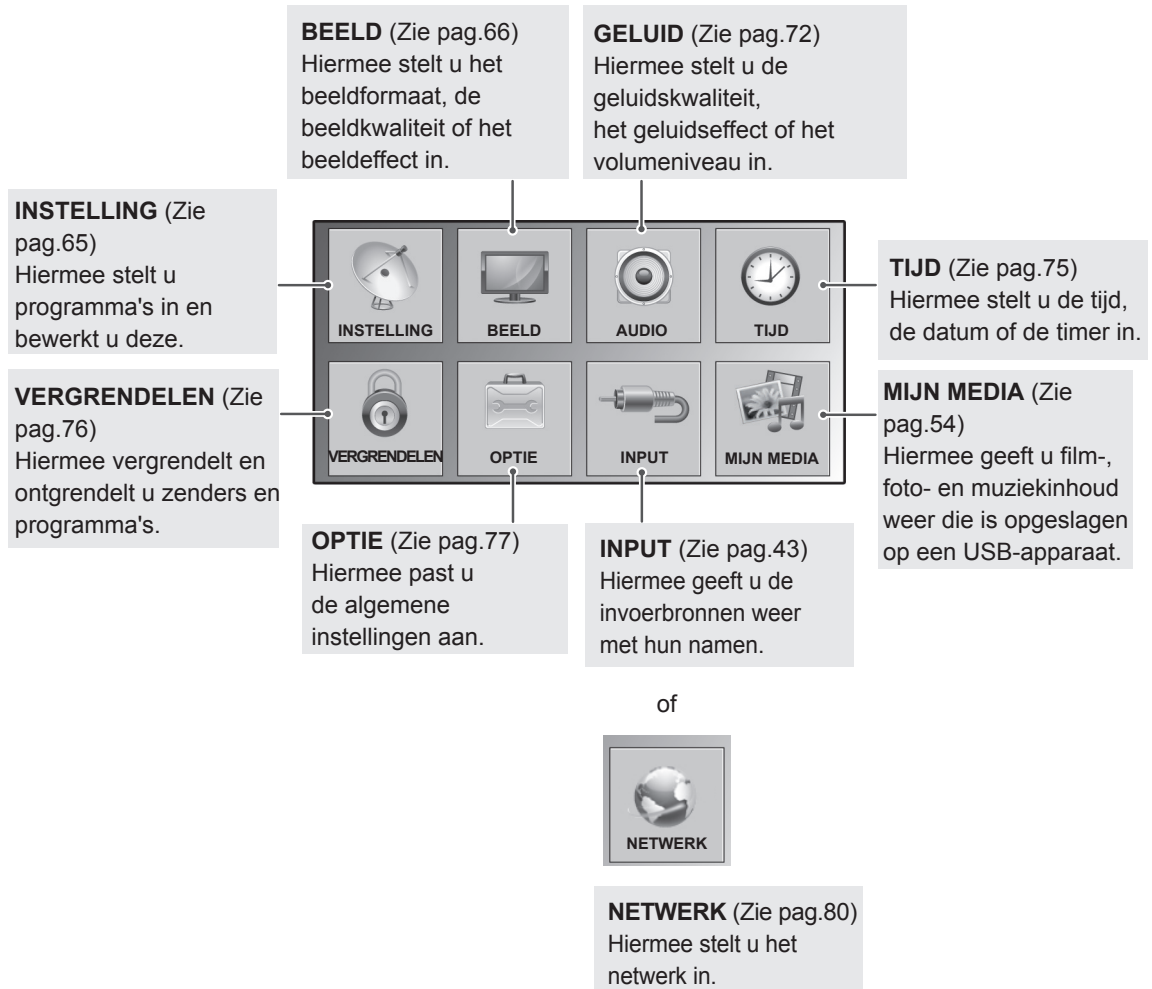 BEELD (Zie pag.66)
Hiermee stelt u het
beeldformaat, de
beeldkwaliteit of het
beeldeffect in.
GELUID (Zie pag.72)
Hiermee stelt u de
geluidskwaliteit,
het geluidseffect of het
volumeniveau in.
INSTELLING (Zie
pag.65)
Hiermee stelt u
programma's in en
bewerkt u deze.
INSTELLING
BEELD
AUDIO
TIJD
TIJD (Zie pag.75)
Hiermee stelt u de tijd,
de datum of de timer in.
VERGRENDELEN (Zie
pag.76)
Hiermee vergrendelt en
ontgrendelt u zenders en
programma's.
VERGRENDELEN
OPTIE
INPUT
MIJN MEDIA
MIJN MEDIA (Zie
pag.54)
Hiermee geeft u film-,
foto- en muziekinhoud
weer die is opgeslagen
op een USB-apparaat.
OPTIE (Zie pag.77)
Hiermee past u
de algemene
instellingen aan.
INPUT (Zie pag.43)
Hiermee geeft u de
invoerbronnen weer
met hun namen.
of
NETWERK
NETWERK (Zie pag.80)
Hiermee stelt u het
netwerk in.